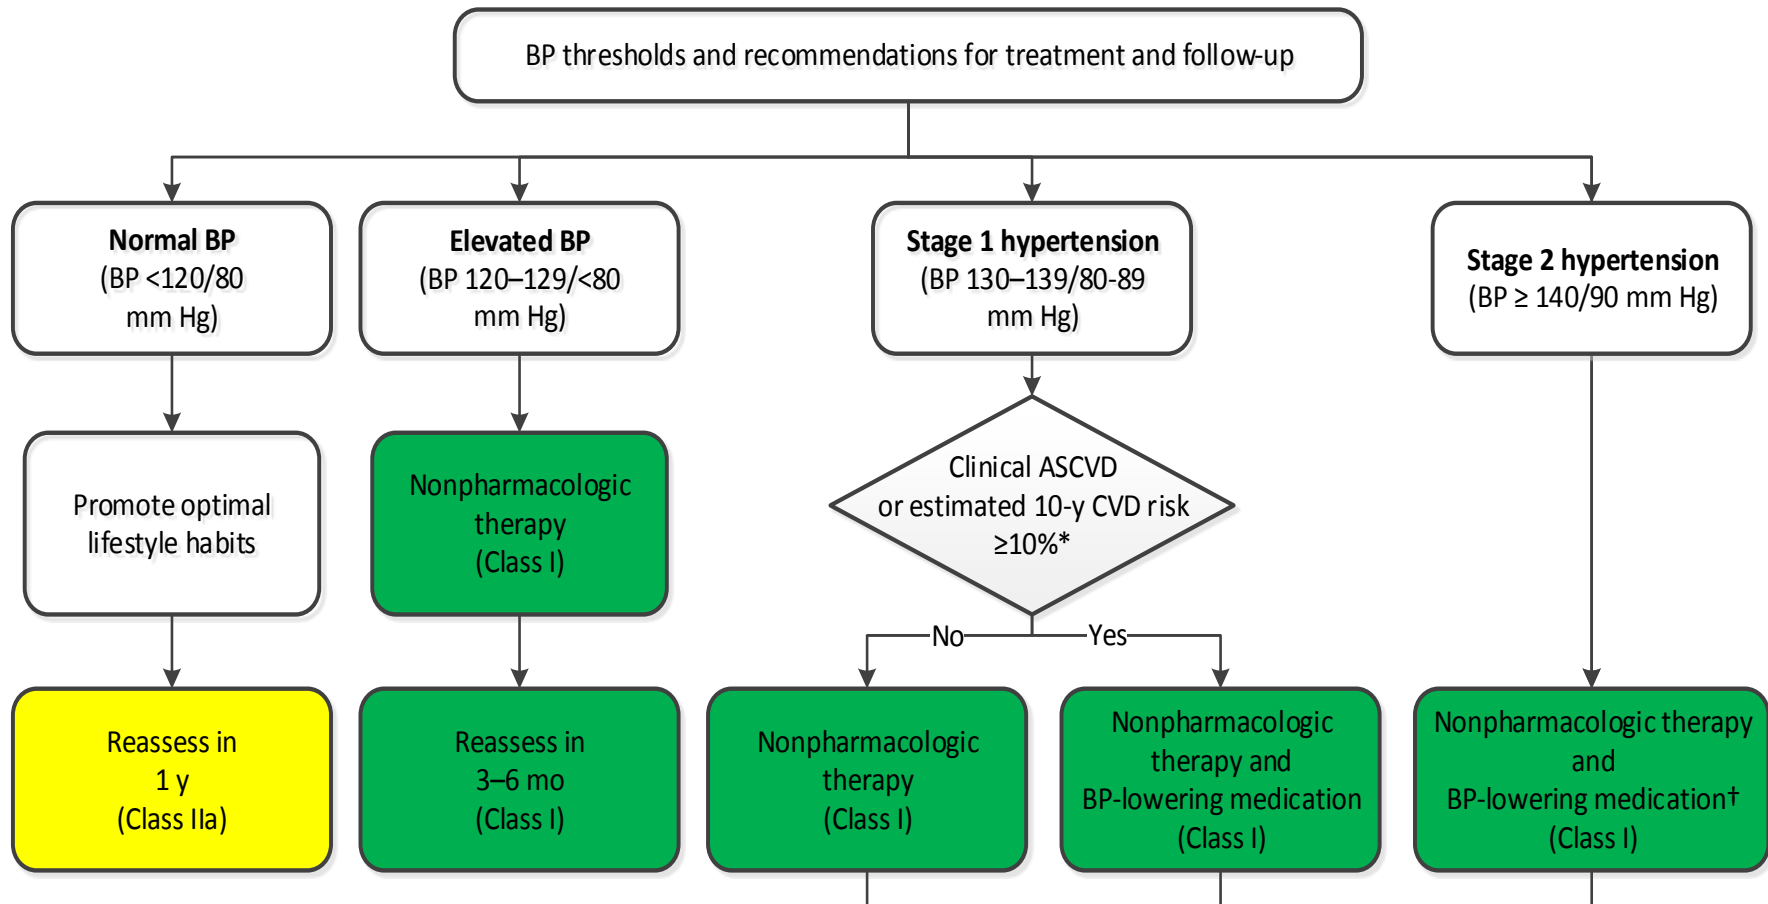 BP thresholds and recommendations for treatment and follow-up
Normal BP
(BP <120/80
mm Hg)
Elevated BP
(BP 120–129/<80
mm Hg)
Stage 1 hypertension
(BP 130–139/80-89
mm Hg)
Stage 2 hypertension
(BP ≥ 140/90 mm Hg)
Promote optimal
lifestyle habits
Nonpharmacologic
therapy
(Class I)
Clinical ASCVD
or estimated 10-y CVD risk
≥10%*
No
Yes
Reassess in
1 y
(Class IIa)
Reassess in
3–6 mo
(Class I)
Nonpharmacologic
therapy
(Class I)
Nonpharmacologic
therapy and
BP-lowering medication
(Class I)
Nonpharmacologic therapy
and
BP-lowering medication†
(Class I)